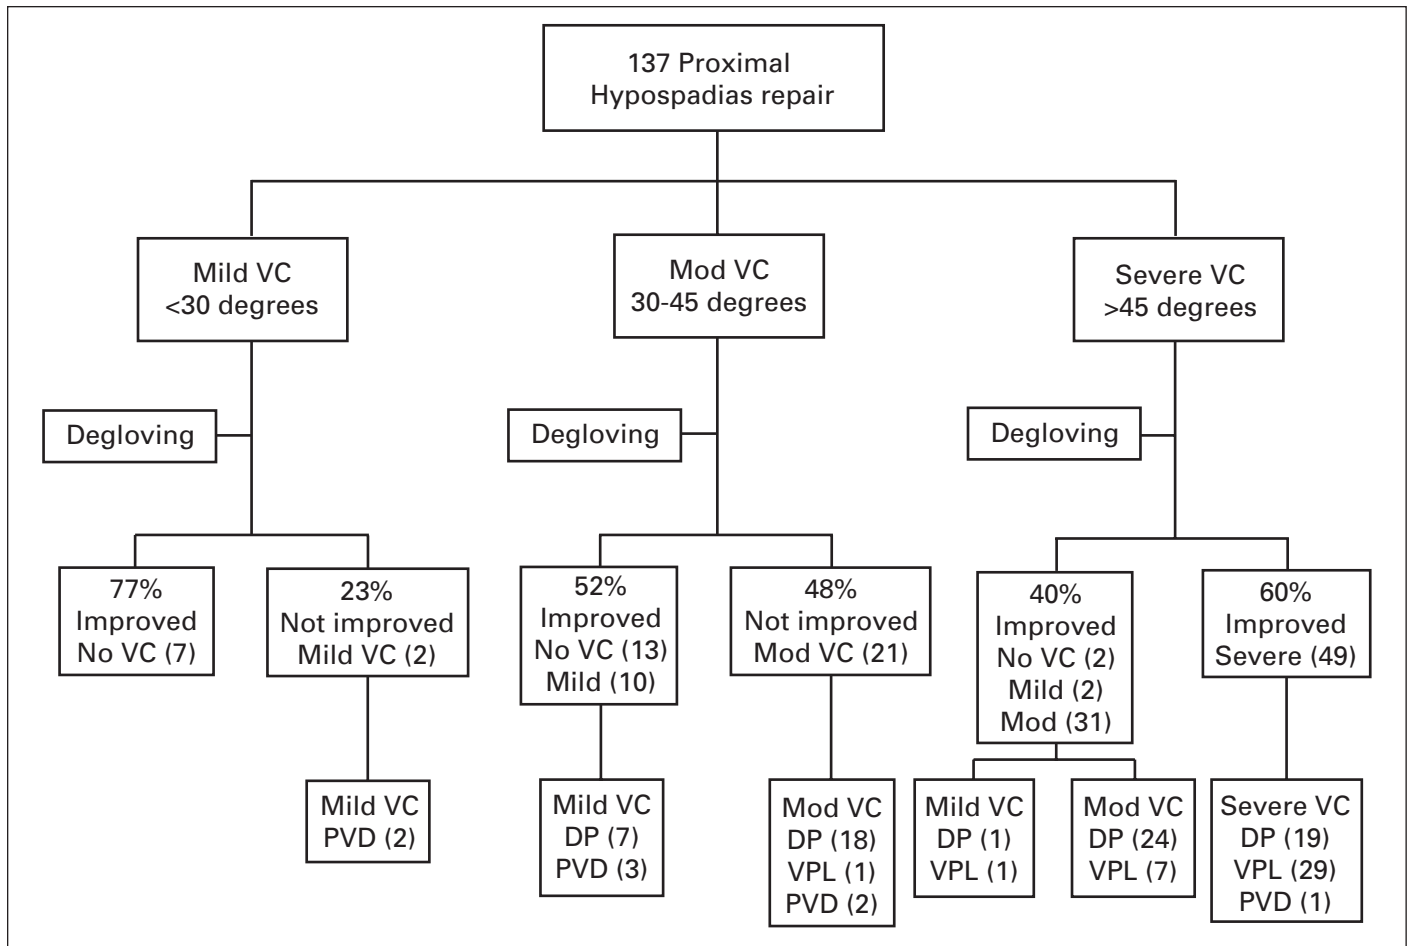 137 Proximal
Hypospadias repair
Mild VC
<30 degrees
Mod VC
30-45 degrees
Severe VC
>45 degrees
Degloving
Degloving
Degloving
77%
Improved
No VC (7)
23%
Not improved
Mild VC (2)
52%
Improved
No VC (13)
Mild (10)
48%
Not improved
Mod VC (21)
40%
Improved
No VC (2)
Mild (2)
Mod (31)
60%
Improved
Severe (49)
Mild VC
PVD (2)
Mild VC
DP (7)
PVD (3)
Mod VC
DP (18)
VPL (1)
PVD (2)
Mild VC
DP (1)
VPL (1)
Mod VC
DP (24)
VPL (7)
Severe VC
DP (19)
VPL (29)
PVD (1)